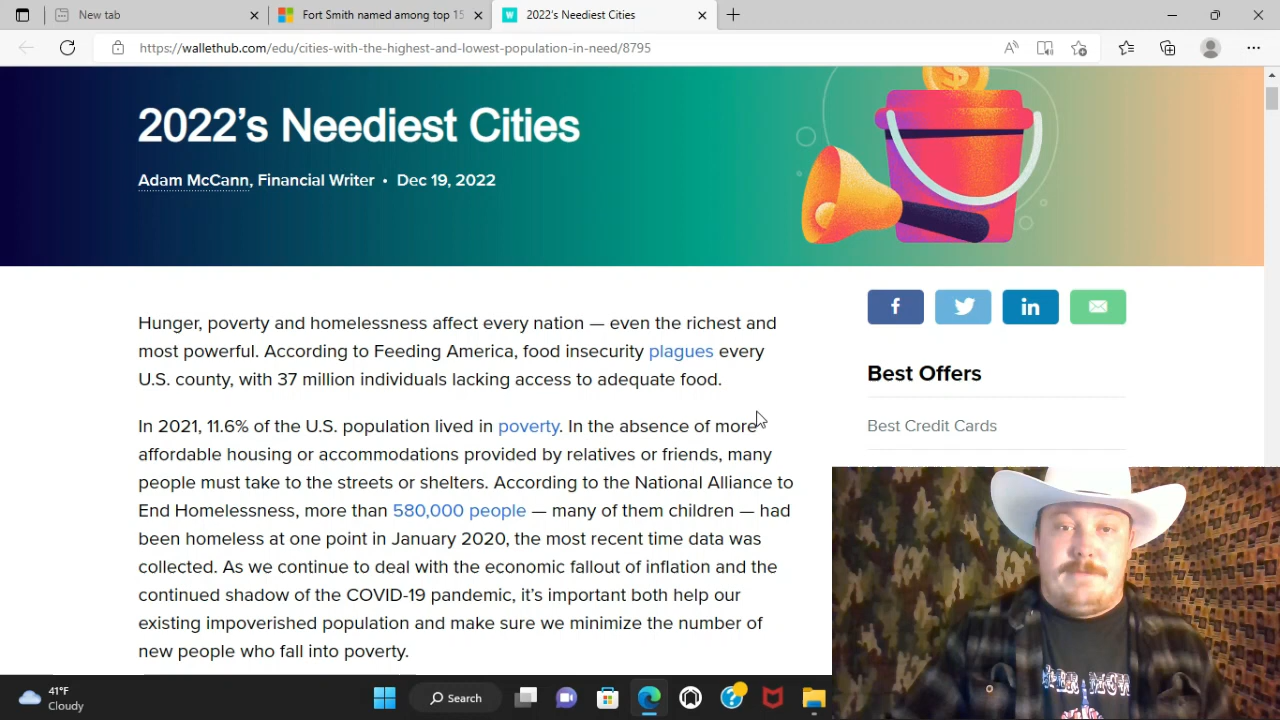 New tab
Fort Smith named among top 15
2022's Neediest Cities
https://wallethub.com/edu/cities-with-the-highest-and-lowest-population-in-need/8795
2022's Neediest Cities
Adam McCann, Financial Writer • Dec 19, 2022
Hunger, poverty and homelessness affect every nation — even the richest and
most powerful. According to Feeding America, food insecurity plagues every
U.S. county, with 37 million individuals lacking access to adequate food.
In 2021, 11.6% of the U.S. population lived in poverty. In the absence of more
affordable housing or accommodations provided by relatives or friends, many
people must take to the streets or shelters. According to the National Alliance to
End Homelessness, more than 580,000 people — many of them children — had
been homeless at one point in January 2020, the most recent time data was
collected. As we continue to deal with the economic fallout of inflation and the
continued shadow of the COVID-19 pandemic, it's important both help our
existing impoverished population and make sure we minimize the number of
new people who fall into poverty.
f
in
Best Offers
Best Credit Cards
41°F
Cloudy
Search